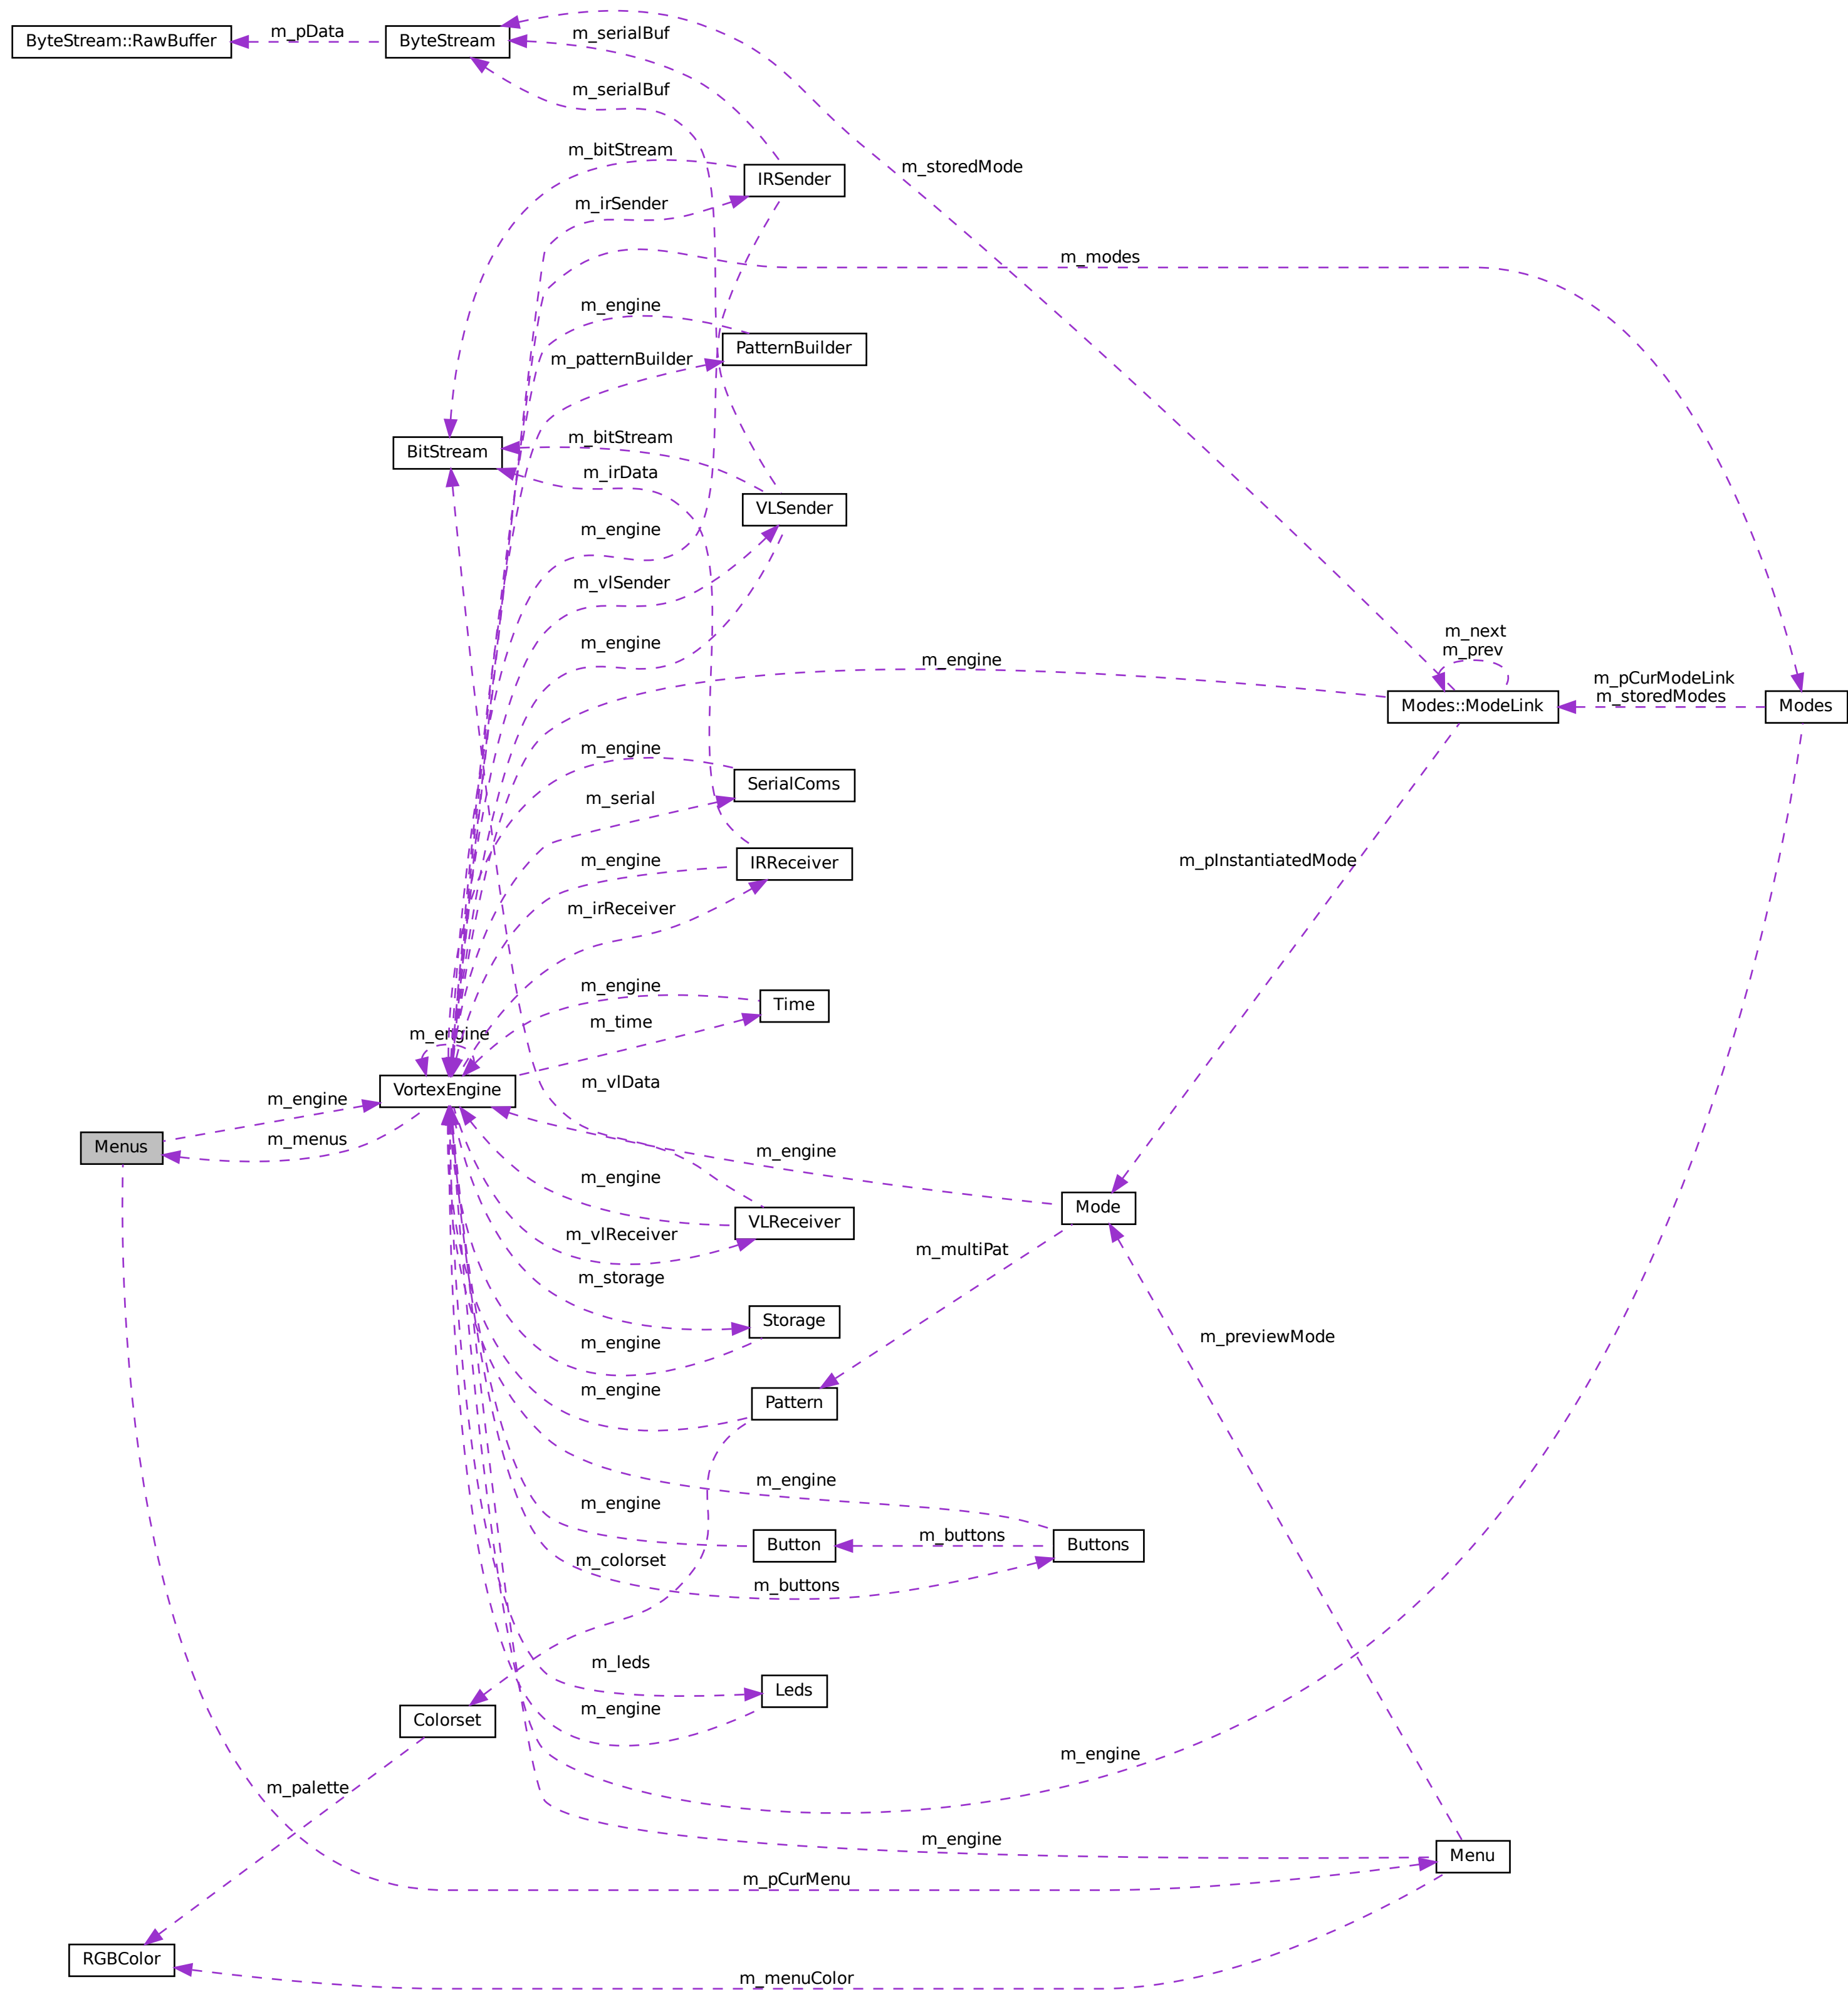 m_pData
m_serialBuf
ByteStream::RawBuffer
ByteStream
m_serialBuf
m_bitStream
m_storedMode
IRSender
m_irSender
m_modes
m_engine
PatternBuilder
m_patternBuilder
m_bitStream
BitStream
m_irData
VLSender
m_engine
m_vlSender
m_next
m_prev
m_engine
m_engine
m_pCurModeLink
m_storedModes
Modes::ModeLink
Modes
m_engine
SerialComs
m_serial
m_engine
IRReceiver
m_pInstantiatedMode
m_irReceiver
m_engine
Time
m_time
m_engine
m_vlData
VortexEngine
m_engine
m_menus
Menus
m_engine
m_engine
Mode
VLReceiver
m_vlReceiver
m_multiPat
m_storage
Storage
m_previewMode
m_engine
m_engine
Pattern
m_engine
m_engine
m_buttons
Button
Buttons
m_colorset
m_buttons
m_leds
Leds
m_engine
Colorset
m_engine
m_palette
m_engine
Menu
m_pCurMenu
RGBColor
m_menuColor